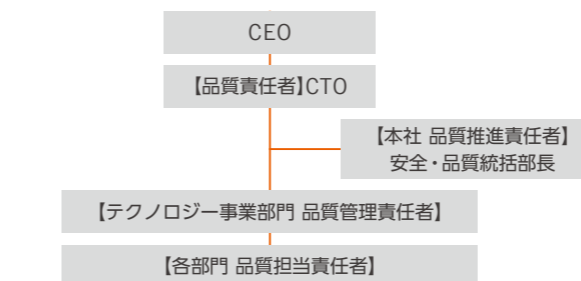 CEO
【品質責任者】CTO
【本社 品質推進責任者】
安全・品質統括部長
【テクノロジー事業部門 品質管理責任者】
【各部門 品質担当責任者】